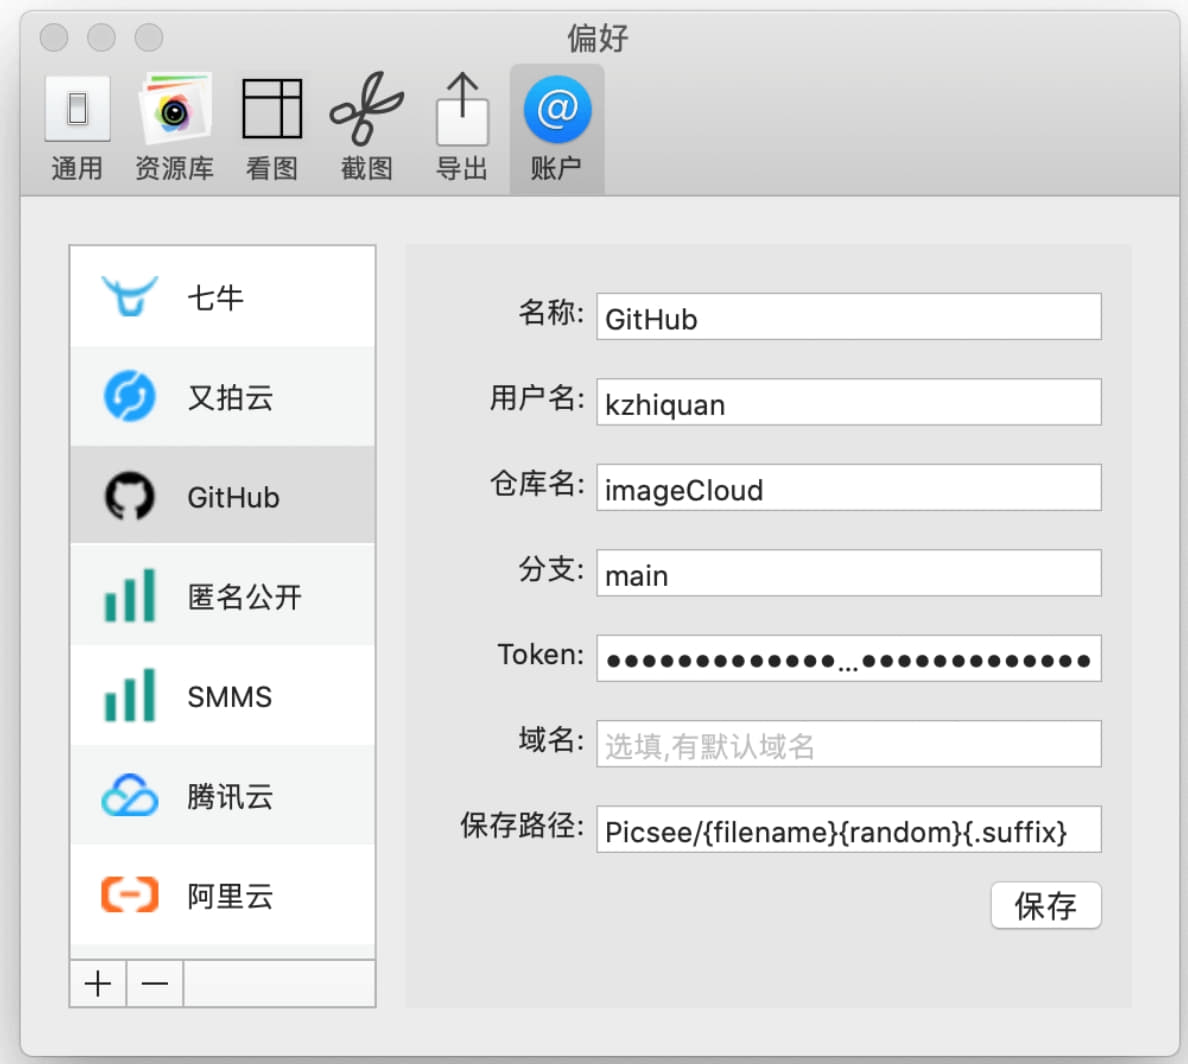 偏好
通用
资源库
看图
截图
导出
@
账户
七牛
又拍云
GitHub
匿名公开
SMMS
腾讯云
阿里云
名称: GitHub
用户名: kzhiquan
仓库名: imageCloud
分支: main
Token: ●●●●●●●●●●●●●...●●●●●●●●●●●●●
域名: 选填,有默认域名
保存路径: Picsee/{filename}{random}{.suffix}
保存